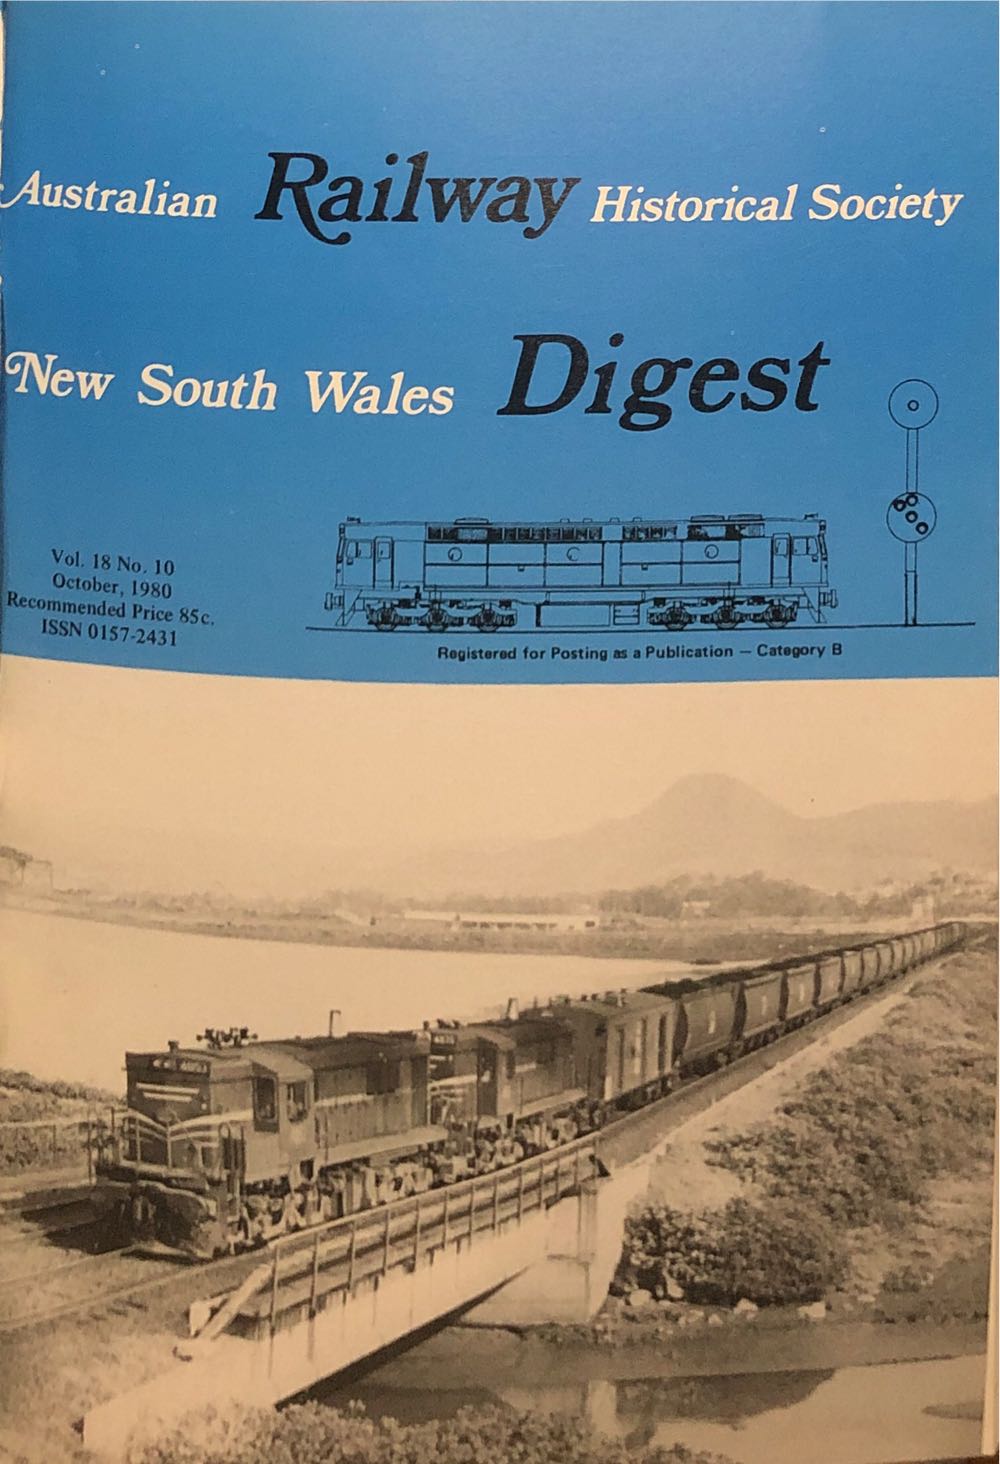 Australian Railway Historical Society
New South Wales Digest
Vol. 18 No. 10
October, 1980
Recommended Price 85c.
ISSN 0157-2431
Registered for Posting as a Publication — Category B